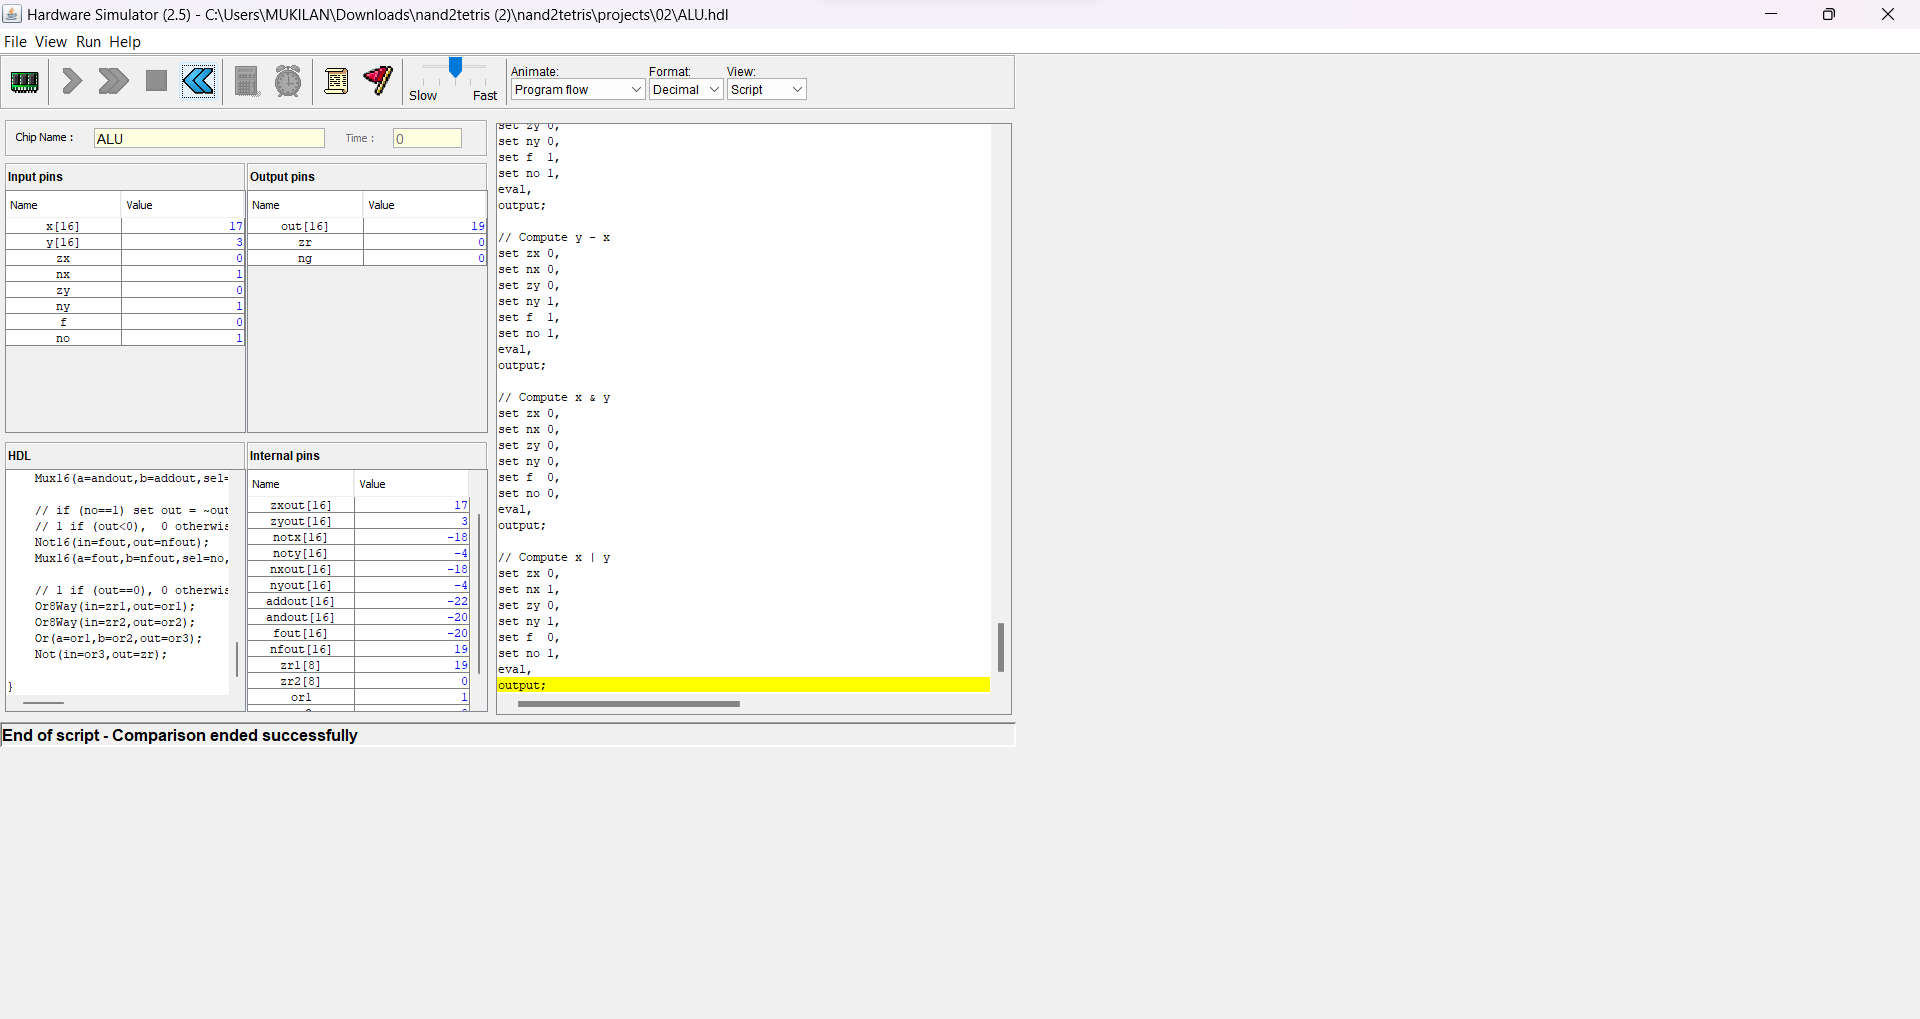 Hardware Simulator (2.5) - C:\Users\MUKILAN\Downloads\nand2tetris (2)\nand2tetris\projects\02\ALU.hdl
File View Run Help
Slow Fast
Animate: Format: View:
Program flow Decimal Script
Chip Name : ALU Time : 0
Input pins
Name Value
x[16] 17
y[16] 3
zx 0
nx 1
zy 0
ny 1
f 0
no 1
Output pins
Name Value
out[16] 19
zr 0
ng 0
HDL
Mux16(a=andout,b=addout,sel=
// if (no==1) set out = ~out
// 1 if (out<0), 0 otherwis
Not16(in=fout,out=nfout);
Mux16(a=fout,b=nfout,sel=no,
// 1 if (out==0), 0 otherwis
Or8Way(in=zr1,out=or1);
Or8Way(in=zr2,out=or2);
Or(a=or1,b=or2,out=or3);
Not(in=or3,out=zr);
}
Internal pins
Name Value
zxout[16] 17
zyout[16] 3
notx[16] -18
noty[16] -4
nxout[16] -18
nyout[16] -4
addout[16] -22
andout[16] -20
fout[16] -20
nfout[16] 19
zr1[8] 19
zr2[8] 0
or1 1
set zy 0,
set ny 0,
set f 1,
set no 1,
eval,
output;
// Compute y - x
set zx 0,
set nx 0,
set zy 0,
set ny 1,
set f 1,
set no 1,
eval,
output;
// Compute x & y
set zx 0,
set nx 0,
set zy 0,
set ny 0,
set f 0,
set no 0,
eval,
output;
// Compute x | y
set zx 0,
set nx 1,
set zy 0,
set ny 1,
set f 0,
set no 1,
eval,
output;
End of script - Comparison ended successfully